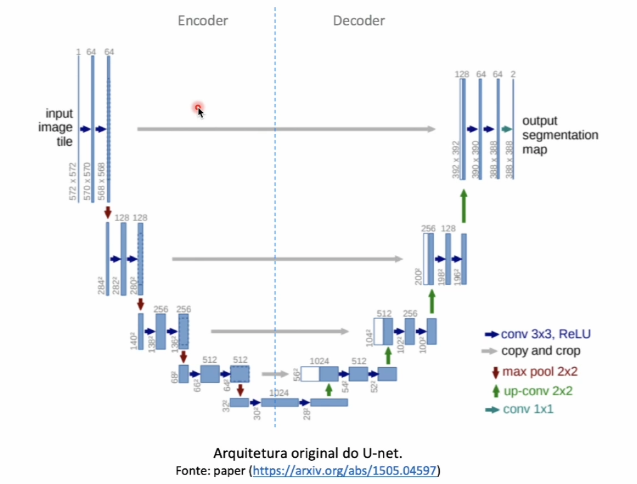 Encoder
Decoder
1 64 64
128 64 64 2
input
image
tile
output
segmentation
map
572 x 572
570 x 570
568 x 568
392 x 392
390 x 390
388 x 388
388 x 388
128 128
256 128
284²
282²
280²
200²
198²
196²
256 256
512 256
140²
138²
136²
104²
102²
100²
512 512
1024 512
68²
66²
64²
56²
54²
52²
1024
32²
30²
28²
conv 3x3, ReLU
copy and crop
max pool 2x2
up-conv 2x2
conv 1x1
Arquitetura original do U-net.
Fonte: paper (https://arxiv.org/abs/1505.04597)